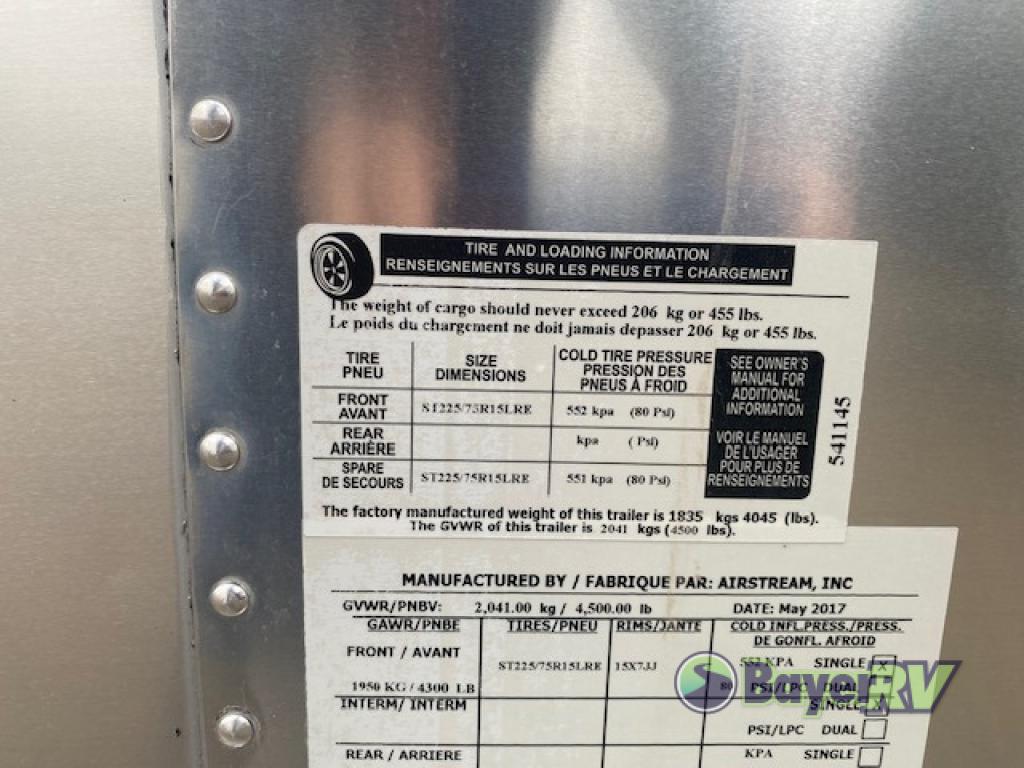 TIRE AND LOADING INFORMATION
RENSEIGNEMENTS SUR LES PNEUS ET LE CHARGEMENT
The weight of cargo should never exceed 206 kg or 455 lbs.
Le poids du chargement ne doit jamais depasser 206 kg or 455 lbs.
TIRE PNEU SIZE DIMENSIONS COLD TIRE PRESSURE PRESSION DES PNEUS À FROID
FRONT AVANT ST225/75R15LRE 552 kpa (80 Psi)
REAR ARRIÈRE kpa ( Psi)
SPARE DE SECOURS ST225/75R15LRE 551 kpa (80 Psi)
SEE OWNER'S
MANUAL FOR
ADDITIONAL
INFORMATION
VOIR LE MANUEL
DE L'USAGER
POUR PLUS DE
RENSEIGNEMENTS
541145
The factory manufactured weight of this trailer is 1835 kgs 4045 (lbs).
The GVWR of this trailer is 2041 kgs (4500 lbs).
MANUFACTURED BY / FABRIQUE PAR: AIRSTREAM, INC
GVWR/PNBV: 2,041.00 kg / 4,500.00 lb DATE: May 2017
GAWR/PNBE TIRES/PNEU RIMS/JANTE COLD INFL.PRESS./PRESS.
DE GONFL. AFROID
FRONT / AVANT ST225/75R15LRE 15X7JJ 552 KPA SINGLE X
1950 KG / 4300 LB 80 PSI/LPC DUAL
INTERM/ INTERM SINGLE X
PSI/LPC DUAL
REAR / ARRIERE KPA SINGLE
BayerRV